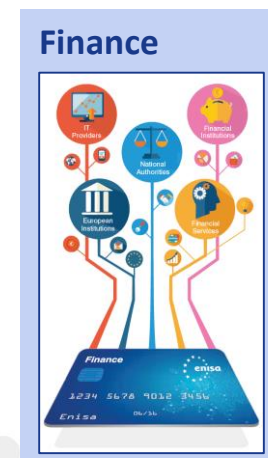 Finance
IT
Providers
Financial
Institutions
National
Authorities
European
Institutions
Financial
Services
Finance
enisa
1234 5678 9012 3456
06/16
Enisa